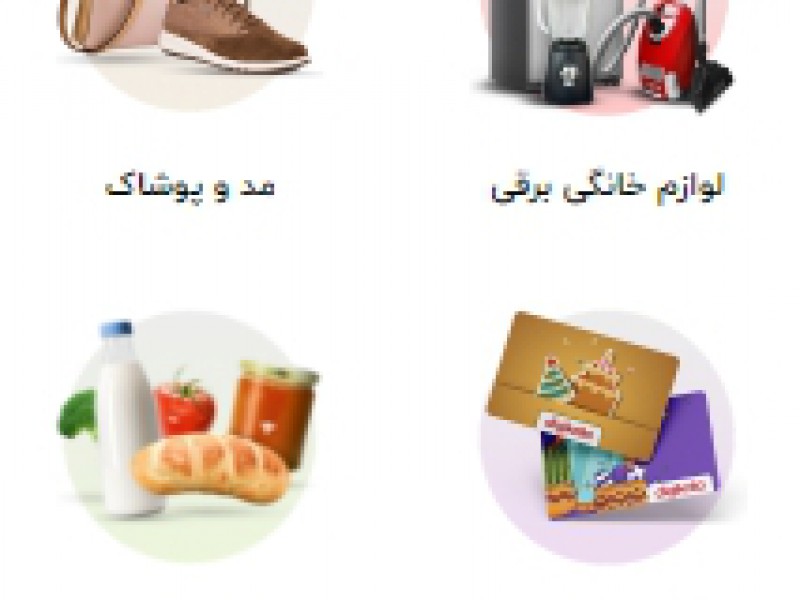 لوازم خانگی برقی
مد و پوشاک